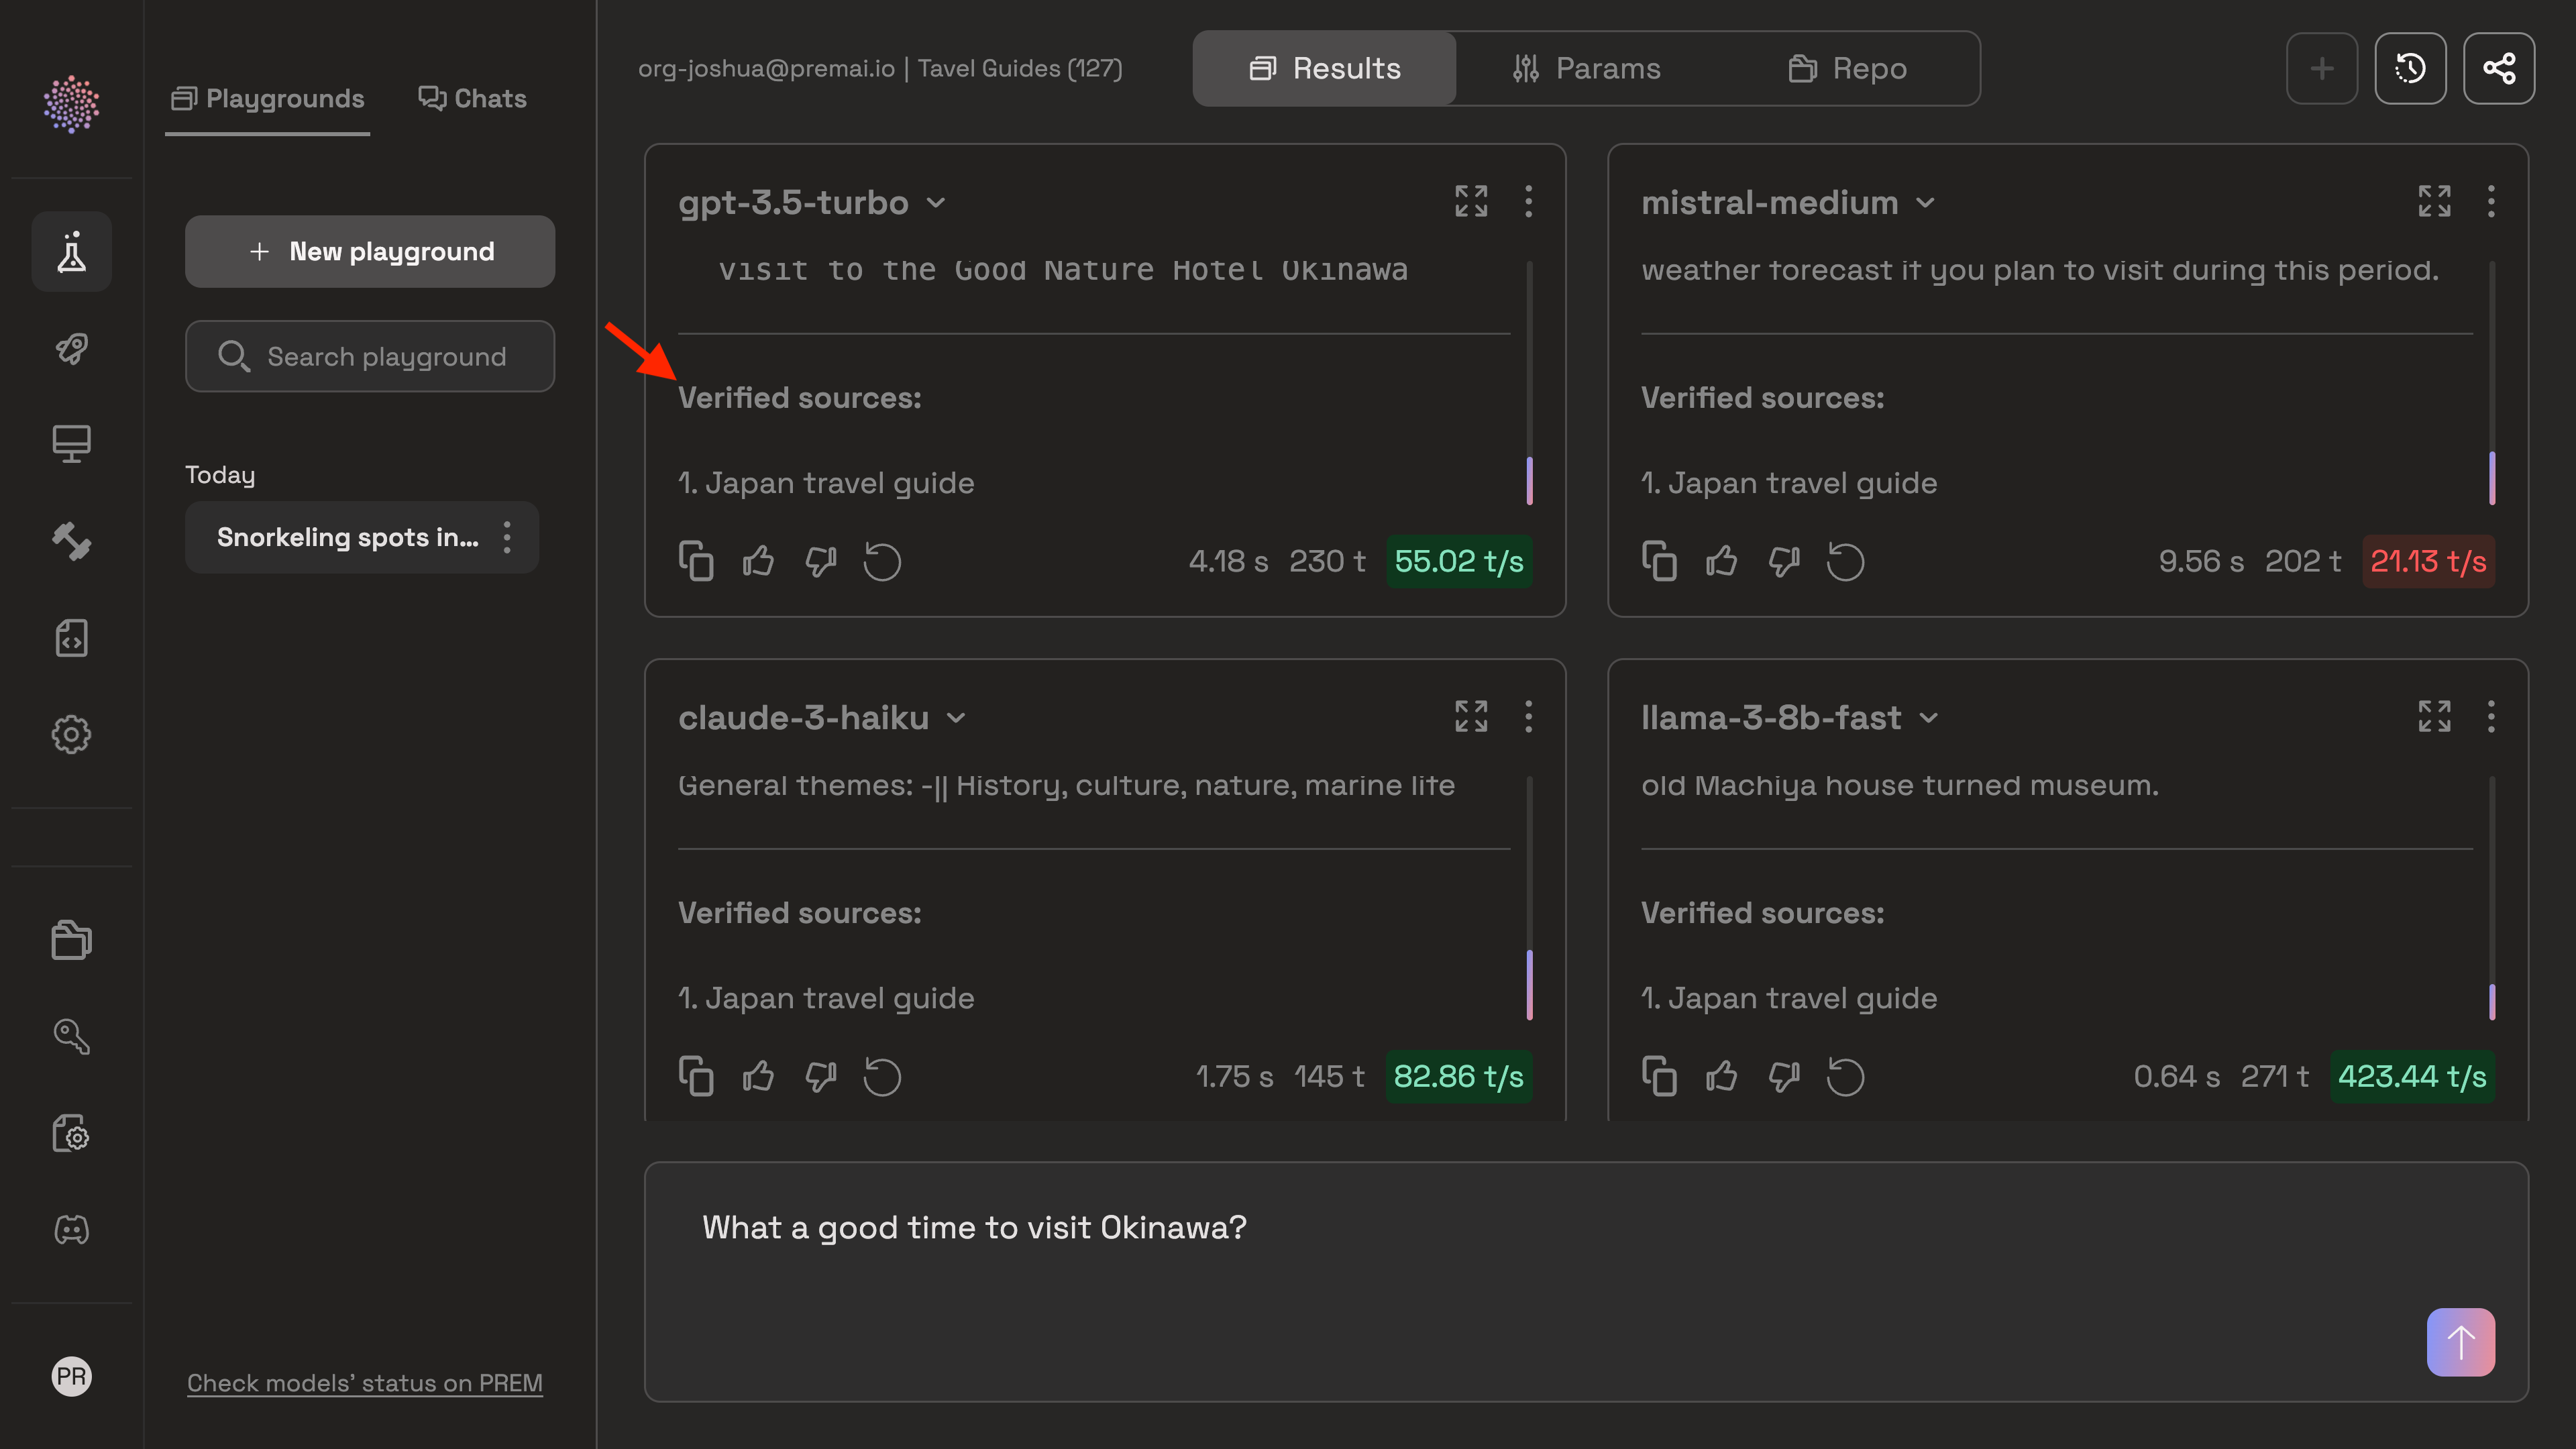 Playgrounds
Chats
New playground
Search playground
Today
Snorkeling spots in...
Check models' status on PREM
PR
org-joshua@premai.io | Tavel Guides (127)
Results
Params
Repo
gpt-3.5-turbo
visit to the Good Nature Hotel Okinawa
Verified sources:
1. Japan travel guide
4.18 s 230 t 55.02 t/s
mistral-medium
weather forecast if you plan to visit during this period.
Verified sources:
1. Japan travel guide
9.56 s 202 t 21.13 t/s
claude-3-haiku
General themes: -|| History, culture, nature, marine life
Verified sources:
1. Japan travel guide
1.75 s 145 t 82.86 t/s
llama-3-8b-fast
old Machiya house turned museum.
Verified sources:
1. Japan travel guide
0.64 s 271 t 423.44 t/s
What a good time to visit Okinawa?